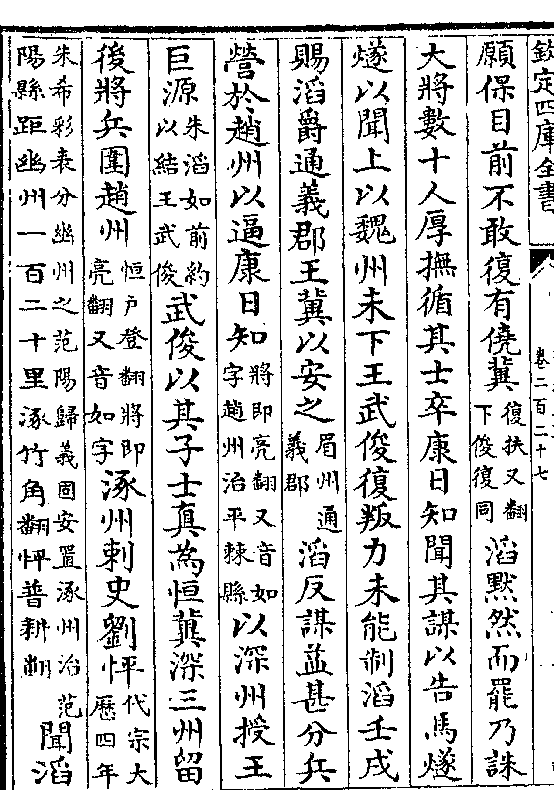 欽定四庫全書
卷二百二十七
願保目前不敢復有僥冀復扶又翻下俊復同滔默然而罷乃誅
大將數十人厚撫循其士卒康日知聞其謀以告馬燧
燧以聞上以魏州未下王武俊復叛力未能制滔壬戌
賜滔爵通義郡王冀以安之眉州通義郡滔反謀益甚分兵
營於趙州以逼康日知將即亮翻又音如字趙州治平棘縣以深州授王
巨源朱滔如前約以結王武俊武俊以其子士真為恒冀深三州留
後將兵圍趙州恒戶登翻將即亮翻又音如字涿州刺史劉怦代宗大歷四年
朱希彩表分幽州之范陽歸義固安置涿州治范陽縣距幽州一百二十里涿竹角翻怦普耕翻聞滔